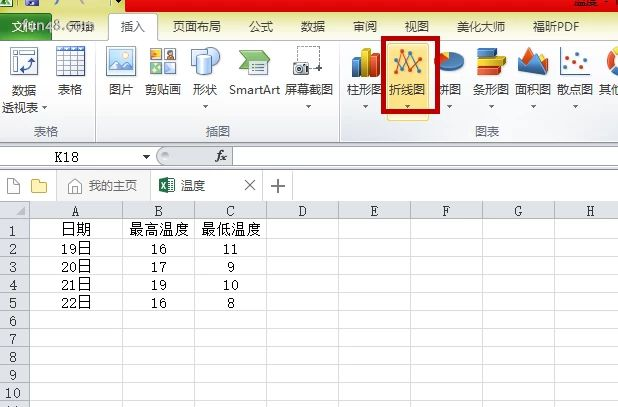 温度
文件 开始 插入 页面布局 公式 数据 审阅 视图 美化大师 福昕PDF
fun48.com
数据透视表 表格 图片 剪贴画 形状 SmartArt 屏幕截图 柱形图 折线图 饼图 条形图 面积图 散点图 其他
表格 插图 图表
K18 fx
我的主页 温度
A B C D E F G H
1 日期 最高温度 最低温度
2 19日 16 11
3 20日 17 9
4 21日 19 10
5 22日 16 8
6
7
8
9
10